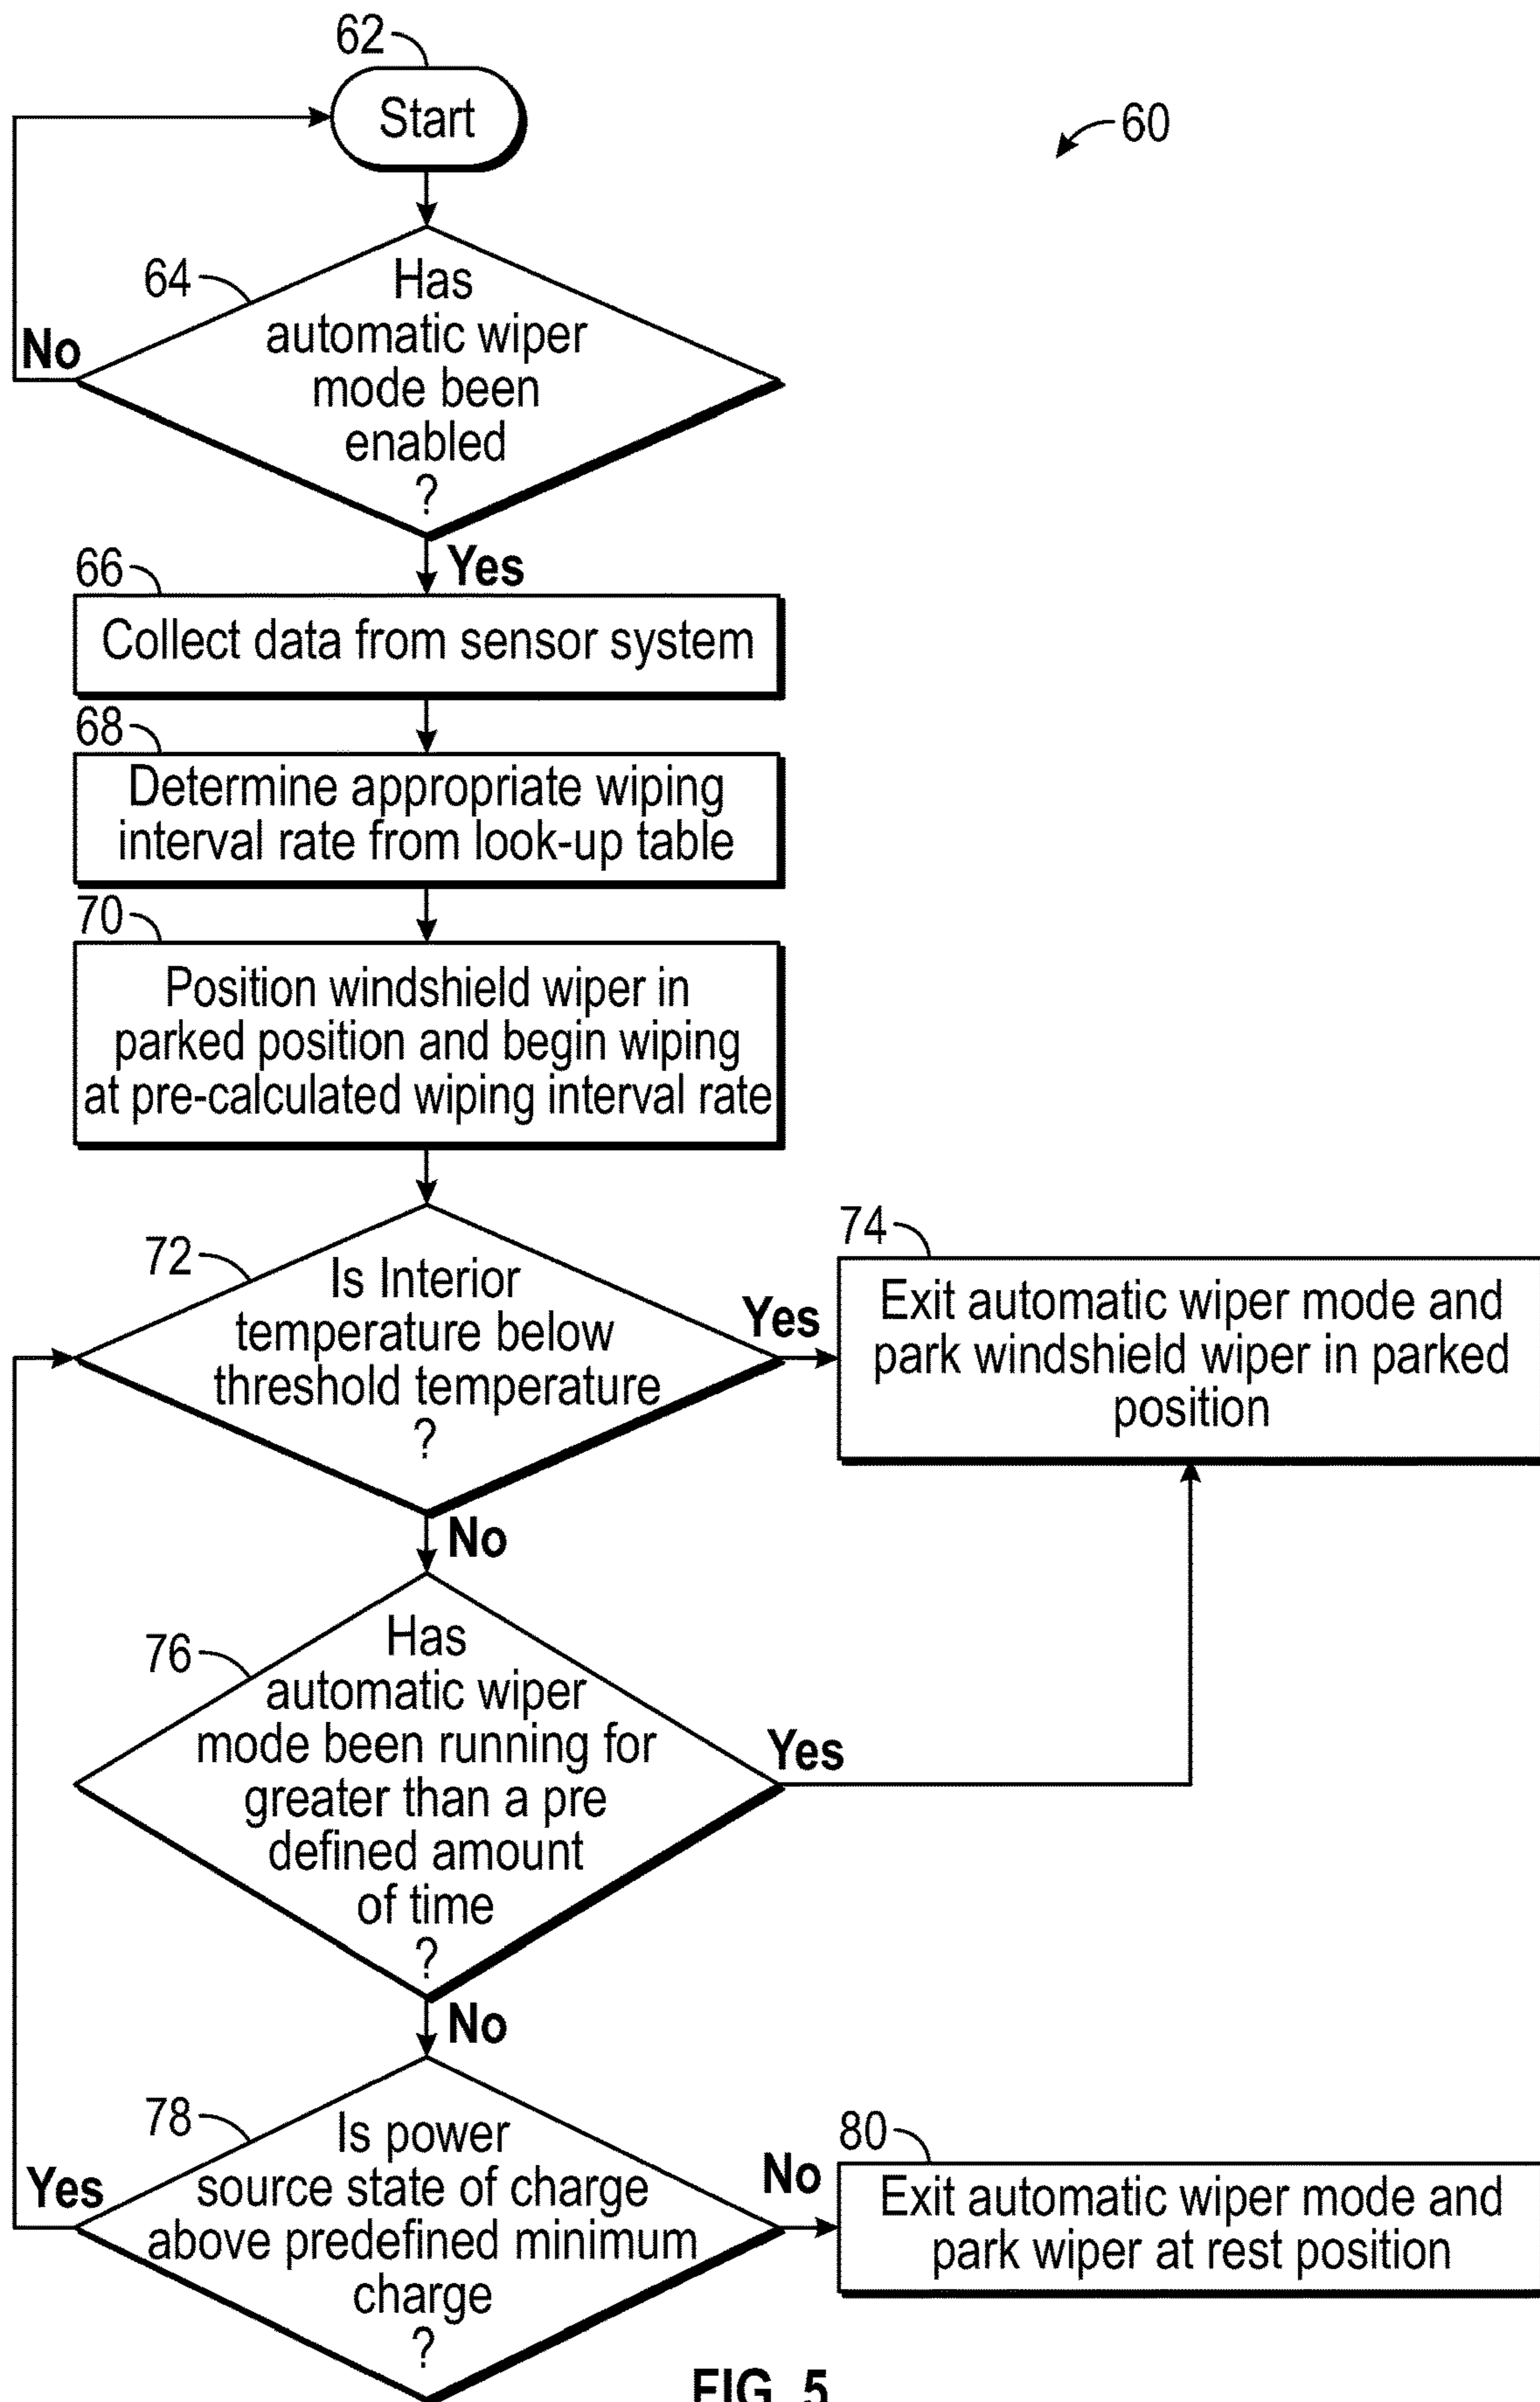 62
Start
60
64
Has
automatic wiper
mode been
enabled
?
No
Yes
66
Collect data from sensor system
68
Determine appropriate wiping
interval rate from look-up table
70
Position windshield wiper in
parked position and begin wiping
at pre-calculated wiping interval rate
72
Is Interior
temperature below
threshold temperature
?
Yes
74
Exit automatic wiper mode and
park windshield wiper in parked
position
No
76
Has
automatic wiper
mode been running for
greater than a pre
defined amount
of time
?
Yes
No
78
Is power
source state of charge
above predefined minimum
charge
?
Yes
No
80
Exit automatic wiper mode and
park wiper at rest position
FIG. 5